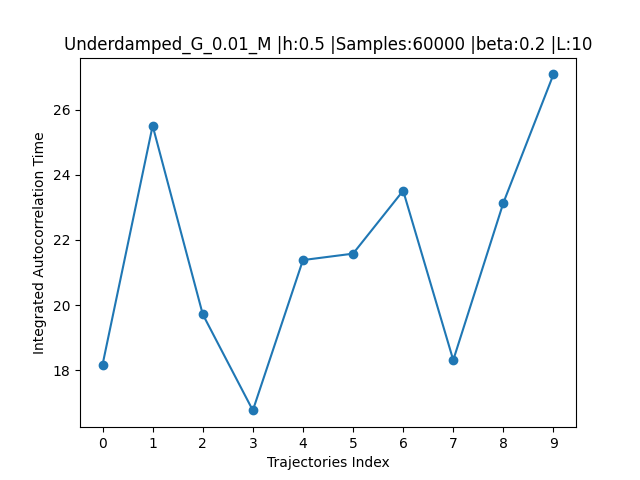 Underdamped_G_0.01_M |h:0.5 |Samples:60000 |beta:0.2 |L:10
Integrated Autocorrelation Time
26
24
22
20
18
0 1 2 3 4 5 6 7 8 9
Trajectories Index